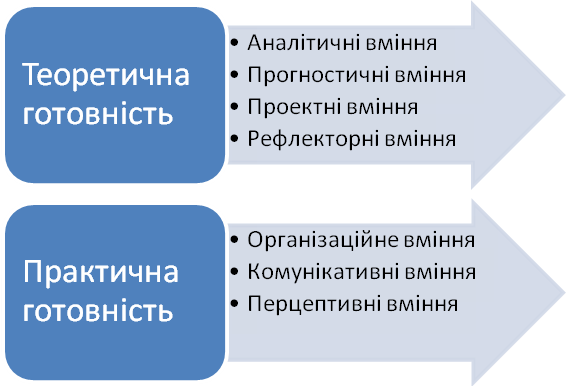 Теоретична
готовність
• Аналітичні вміння
• Прогностичні вміння
• Проектні вміння
• Рефлекторні вміння
Практична
готовність
• Організаційне вміння
• Комунікативні вміння
• Перцептивні вміння